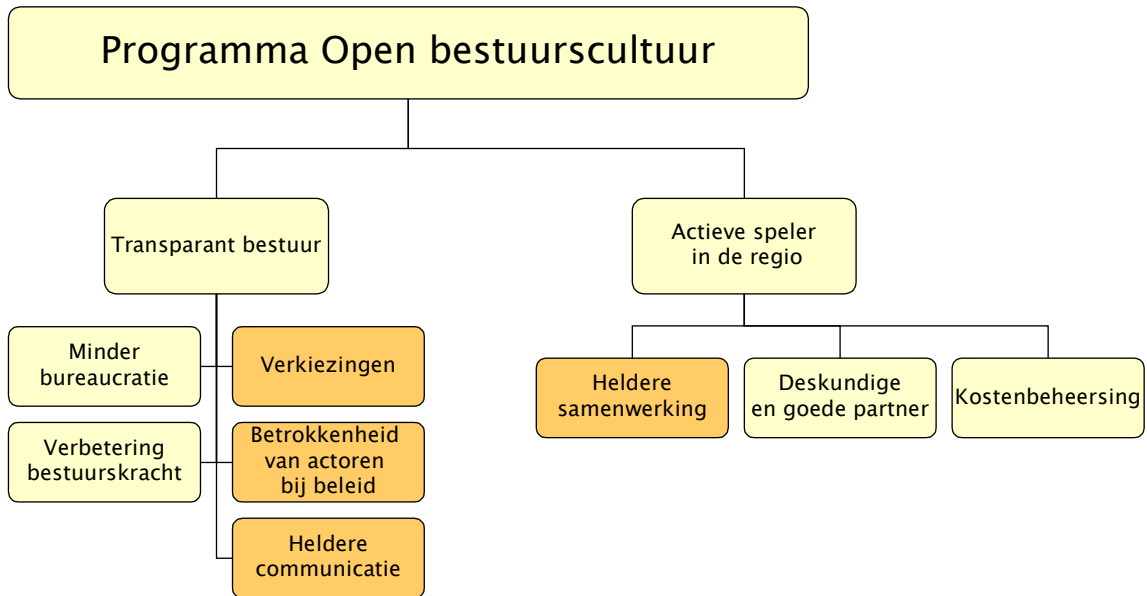 Programma Open bestuurscultuur
Transparant bestuur
Actieve speler
in de regio
Minder
bureaucratie
Verkiezingen
Heldere
samenwerking
Deskundige
en goede partner
Kostenbeheersing
Verbetering
bestuurskracht
Betrokkenheid
van actoren
bij beleid
Heldere
communicatie